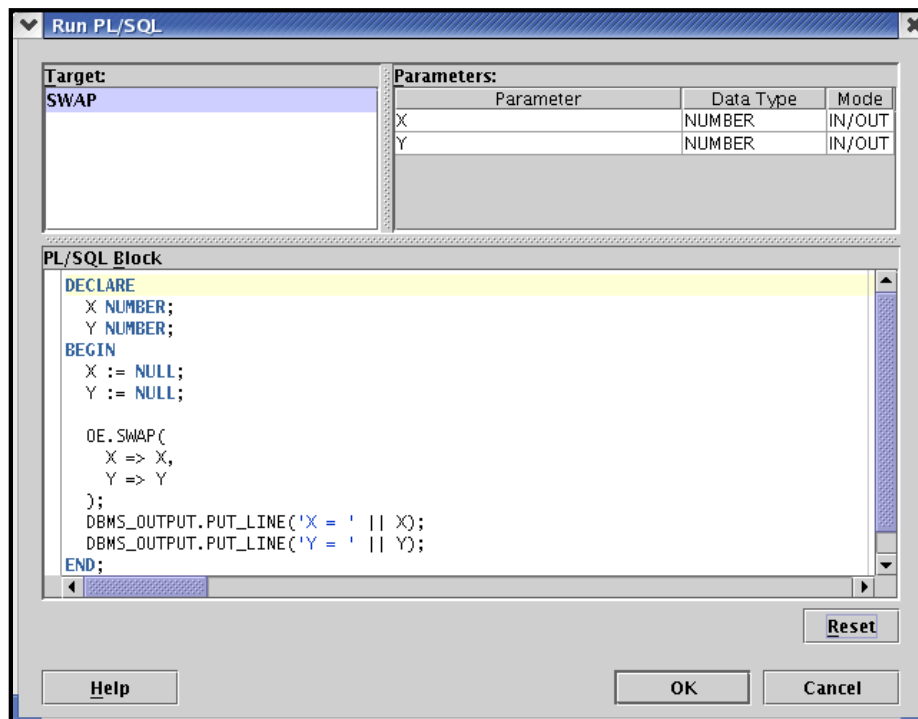 Run PL/SQL
Target:
SWAP
Parameters:
Parameter Data Type Mode
X NUMBER IN/OUT
Y NUMBER IN/OUT
PL/SQL Block
DECLARE
X NUMBER;
Y NUMBER;
BEGIN
X := NULL;
Y := NULL;
OE.SWAP(
X => X,
Y => Y
);
DBMS_OUTPUT.PUT_LINE('X = ' || X);
DBMS_OUTPUT.PUT_LINE('Y = ' || Y);
END;
Reset
Help OK Cancel